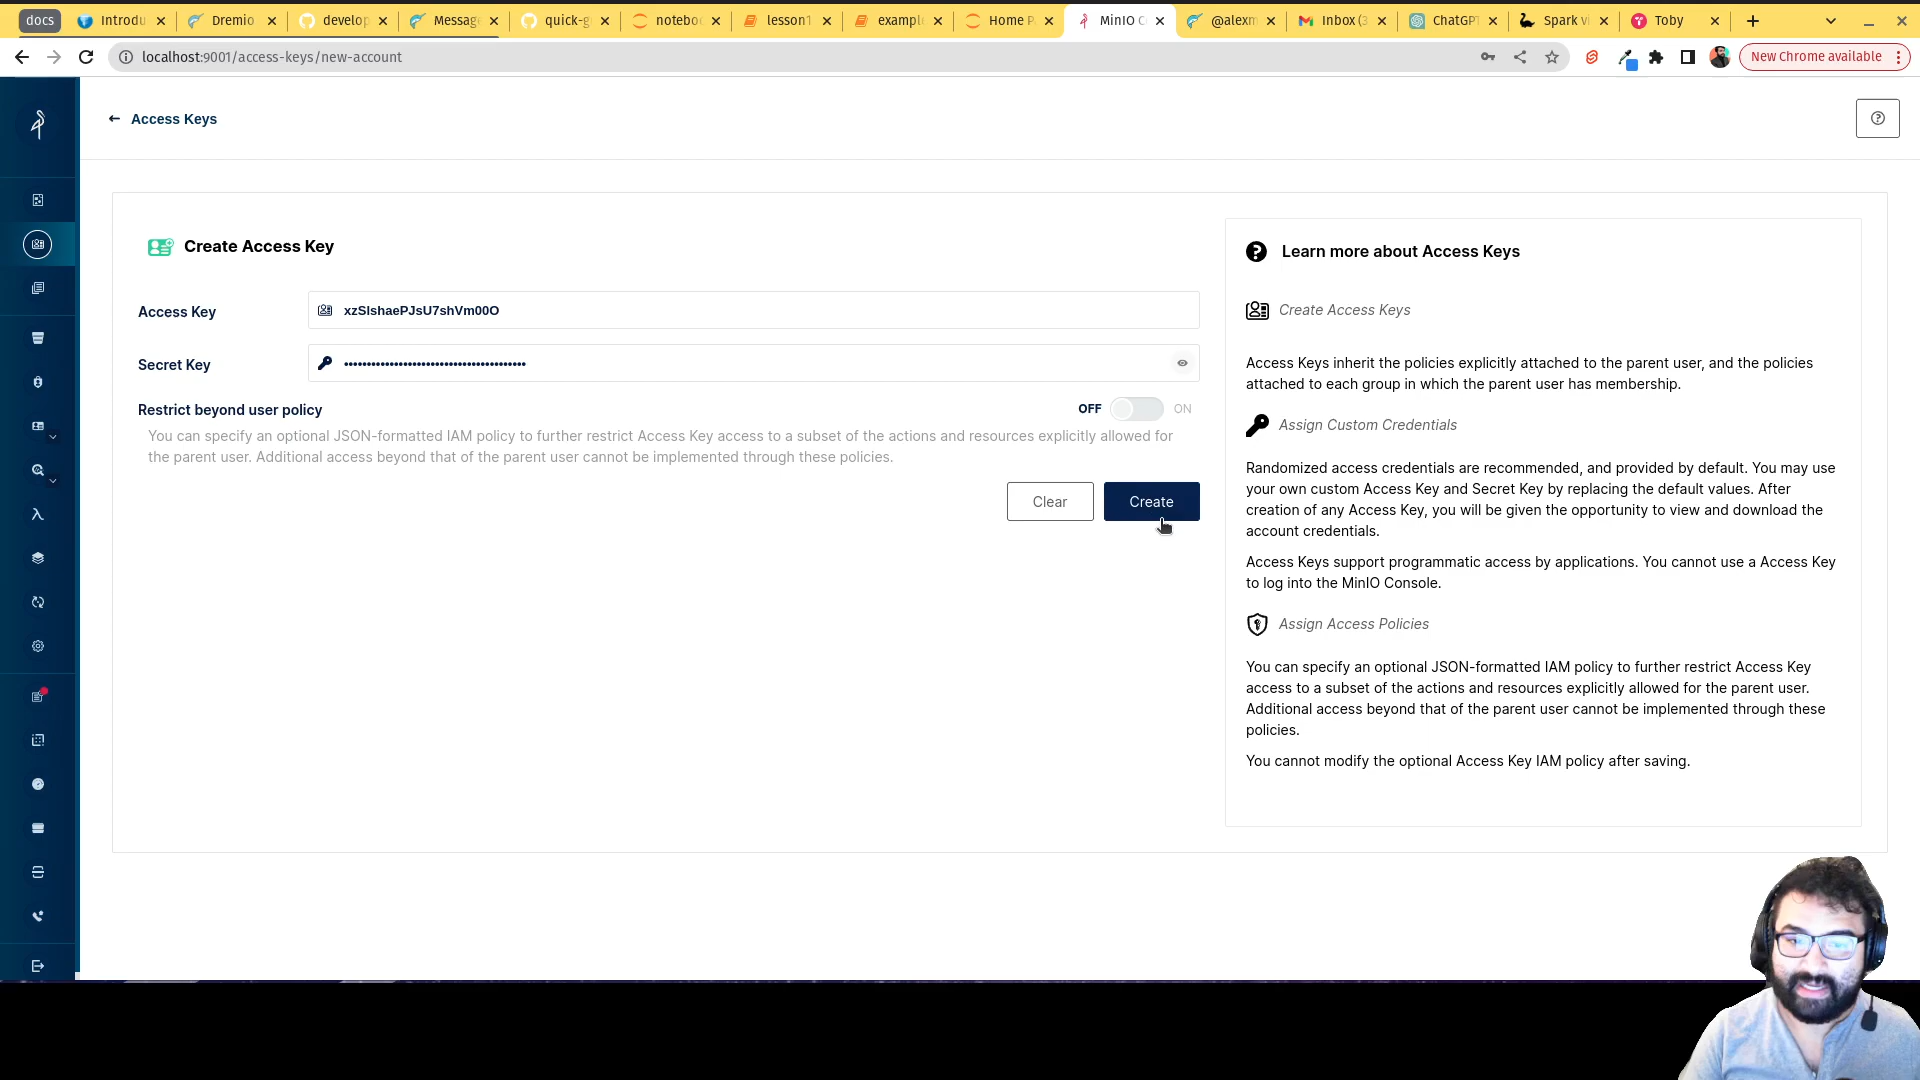 docs
Introdu
Dremio
develop
Message
quick-g
noteboo
lesson1
example
Home P
MinIO C
@alexm
Inbox (3
ChatGPT
Spark vi
Toby
localhost:9001/access-keys/new-account
New Chrome available
Access Keys
Create Access Key
Access Key
xzSlshaePJsU7shVm00O
Secret Key
••••••••••••••••••••••••••••••••••••••••
Restrict beyond user policy
OFF
ON
You can specify an optional JSON-formatted IAM policy to further restrict Access Key access to a subset of the actions and resources explicitly allowed for
the parent user. Additional access beyond that of the parent user cannot be implemented through these policies.
Clear
Create
Learn more about Access Keys
Create Access Keys
Access Keys inherit the policies explicitly attached to the parent user, and the policies
attached to each group in which the parent user has membership.
Assign Custom Credentials
Randomized access credentials are recommended, and provided by default. You may use
your own custom Access Key and Secret Key by replacing the default values. After
creation of any Access Key, you will be given the opportunity to view and download the
account credentials.
Access Keys support programmatic access by applications. You cannot use a Access Key
to log into the MinIO Console.
Assign Access Policies
You can specify an optional JSON-formatted IAM policy to further restrict Access Key
access to a subset of the actions and resources explicitly allowed for the parent user.
Additional access beyond that of the parent user cannot be implemented through these
policies.
You cannot modify the optional Access Key IAM policy after saving.